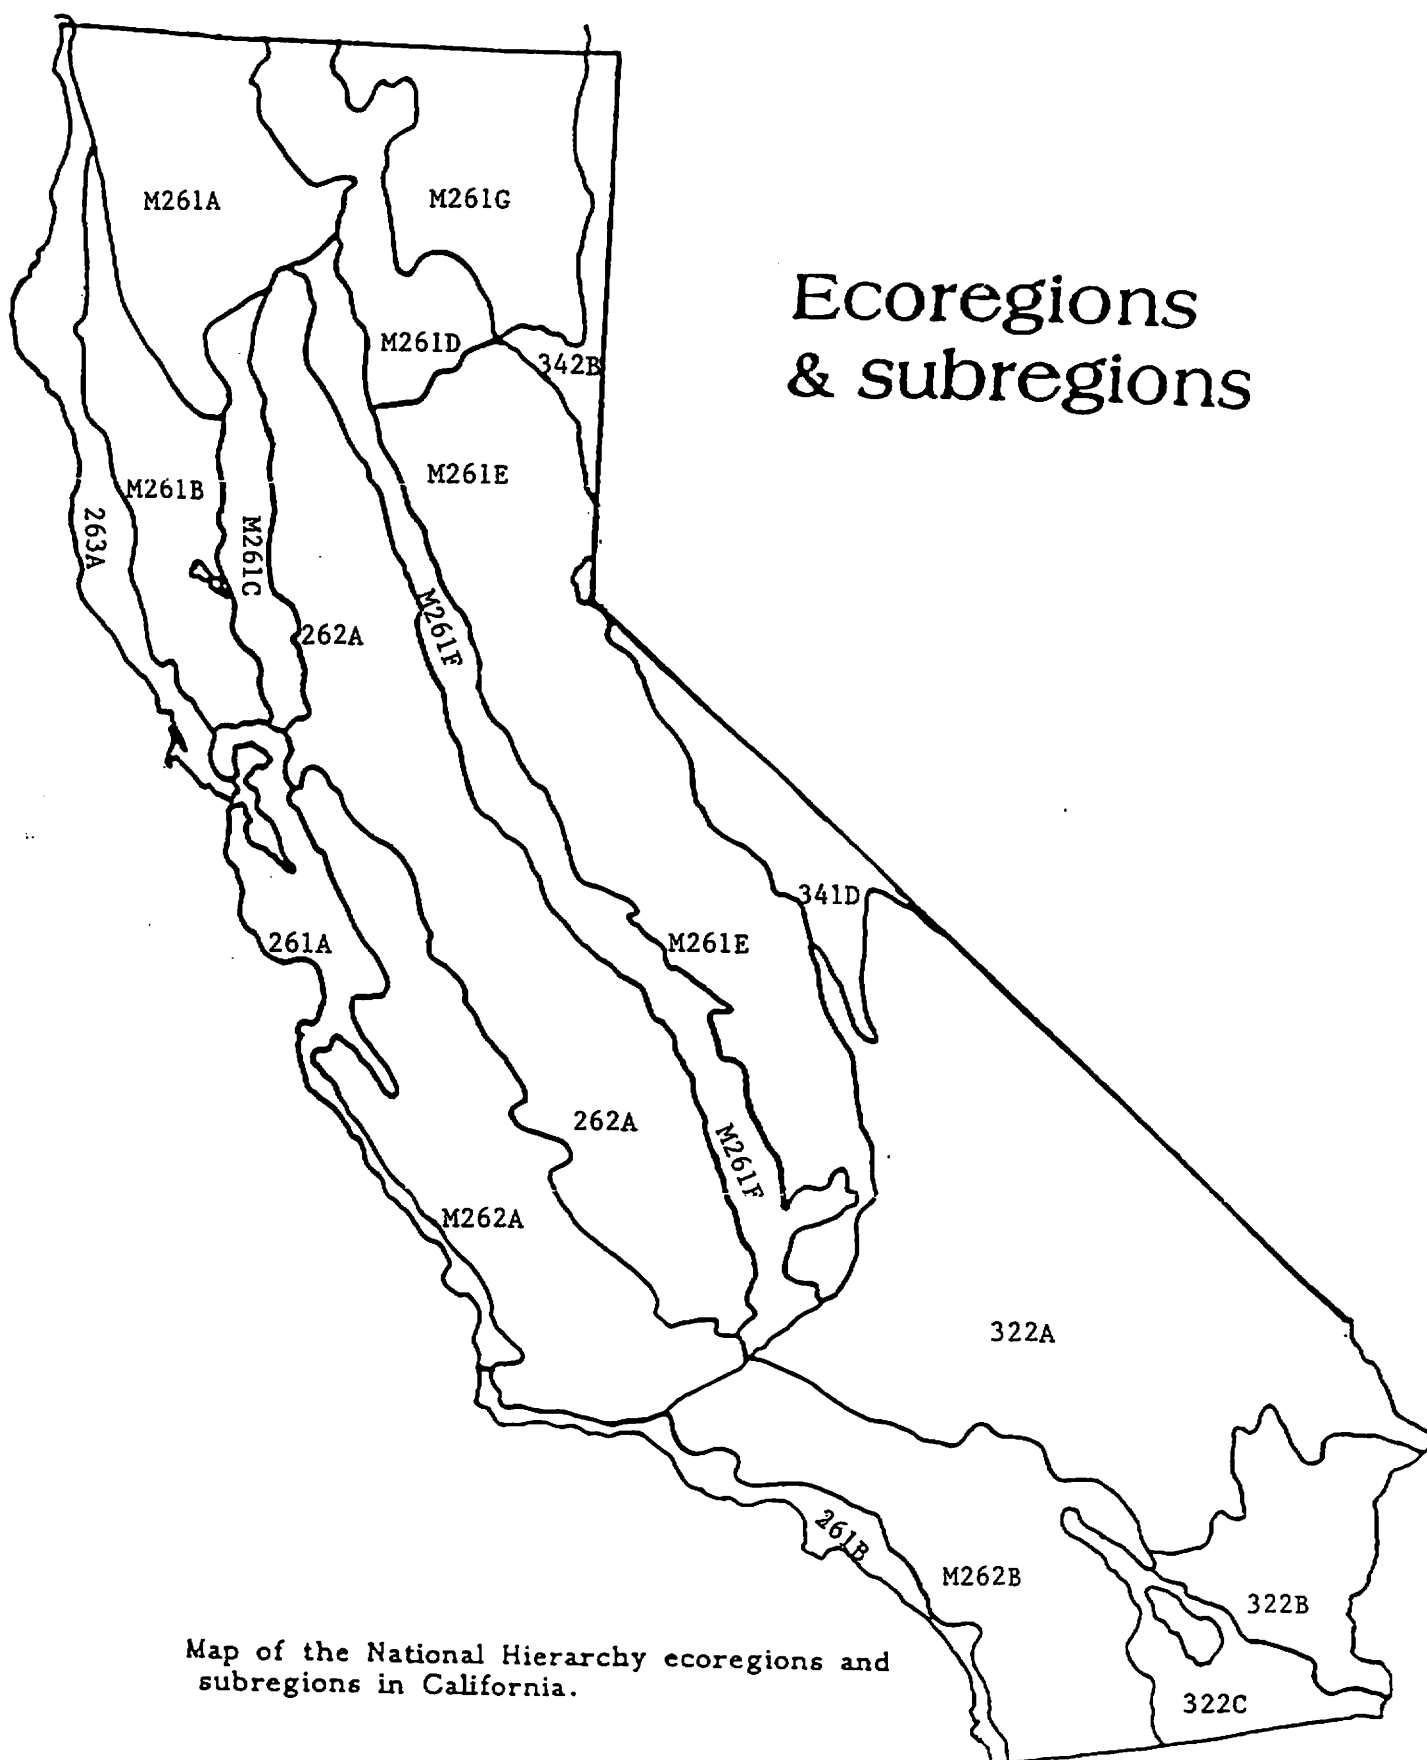 M261A
M261G
Ecoregions
& subregions
M261D
342B
M261E
M261B
263A
M261C
M261F
262A
341D
M261E
261A
262A
M261F
M262A
322A
261B
M262B
322B
Map of the National Hierarchy ecoregions and
subregions in California.
322C